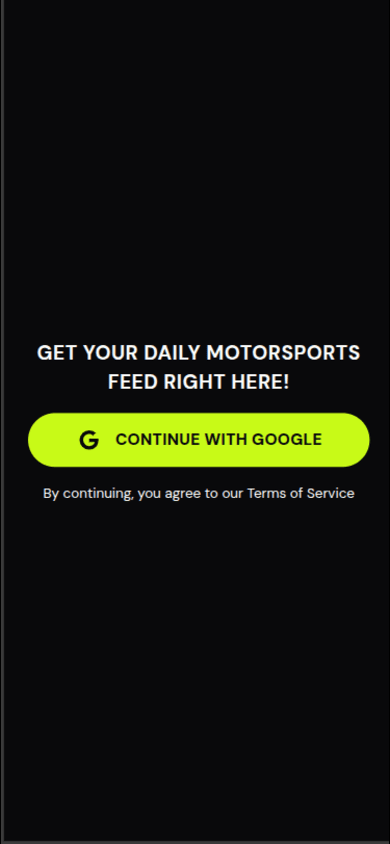 GET YOUR DAILY MOTORSPORTS
FEED RIGHT HERE!
CONTINUE WITH GOOGLE
By continuing, you agree to our Terms of Service